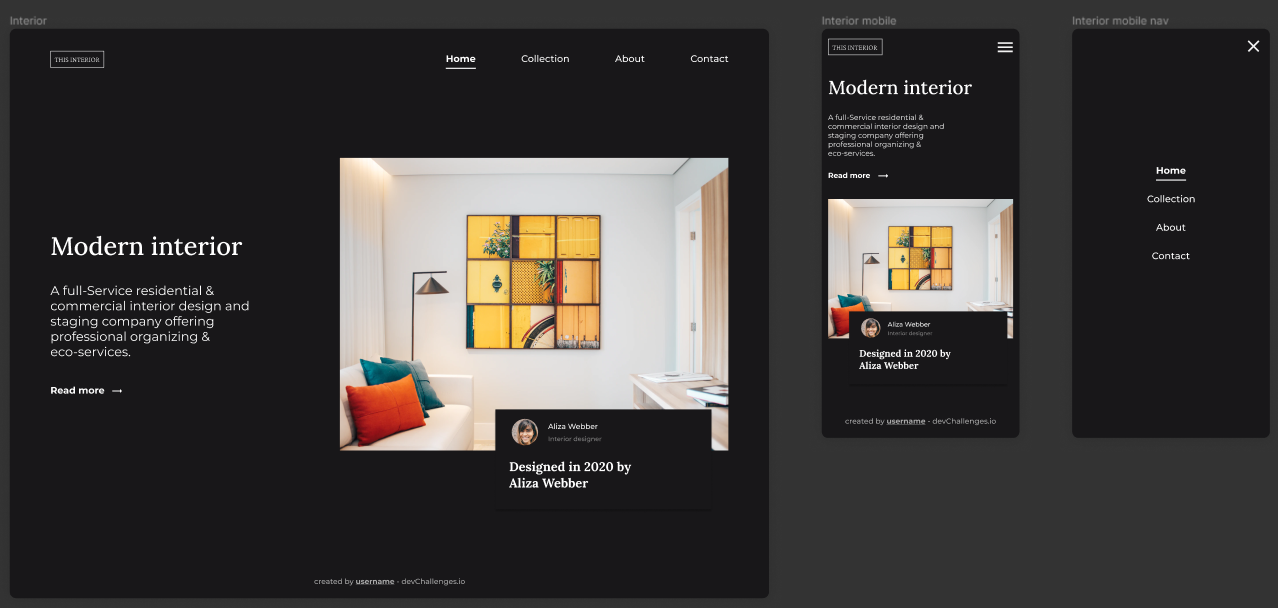 Interior
THIS INTERIOR
Home
Collection
About
Contact
Modern interior
A full-Service residential &
commercial interior design and
staging company offering
professional organizing &
eco-services.
Read more
Aliza Webber
Interior designer
Designed in 2020 by
Aliza Webber
created by username - devChallenges.io
Interior mobile
THIS INTERIOR
Modern interior
A full-Service residential &
commercial interior design and
staging company offering
professional organizing &
eco-services.
Read more
Aliza Webber
Interior designer
Designed in 2020 by
Aliza Webber
created by username - devChallenges.io
Interior mobile nav
Home
Collection
About
Contact